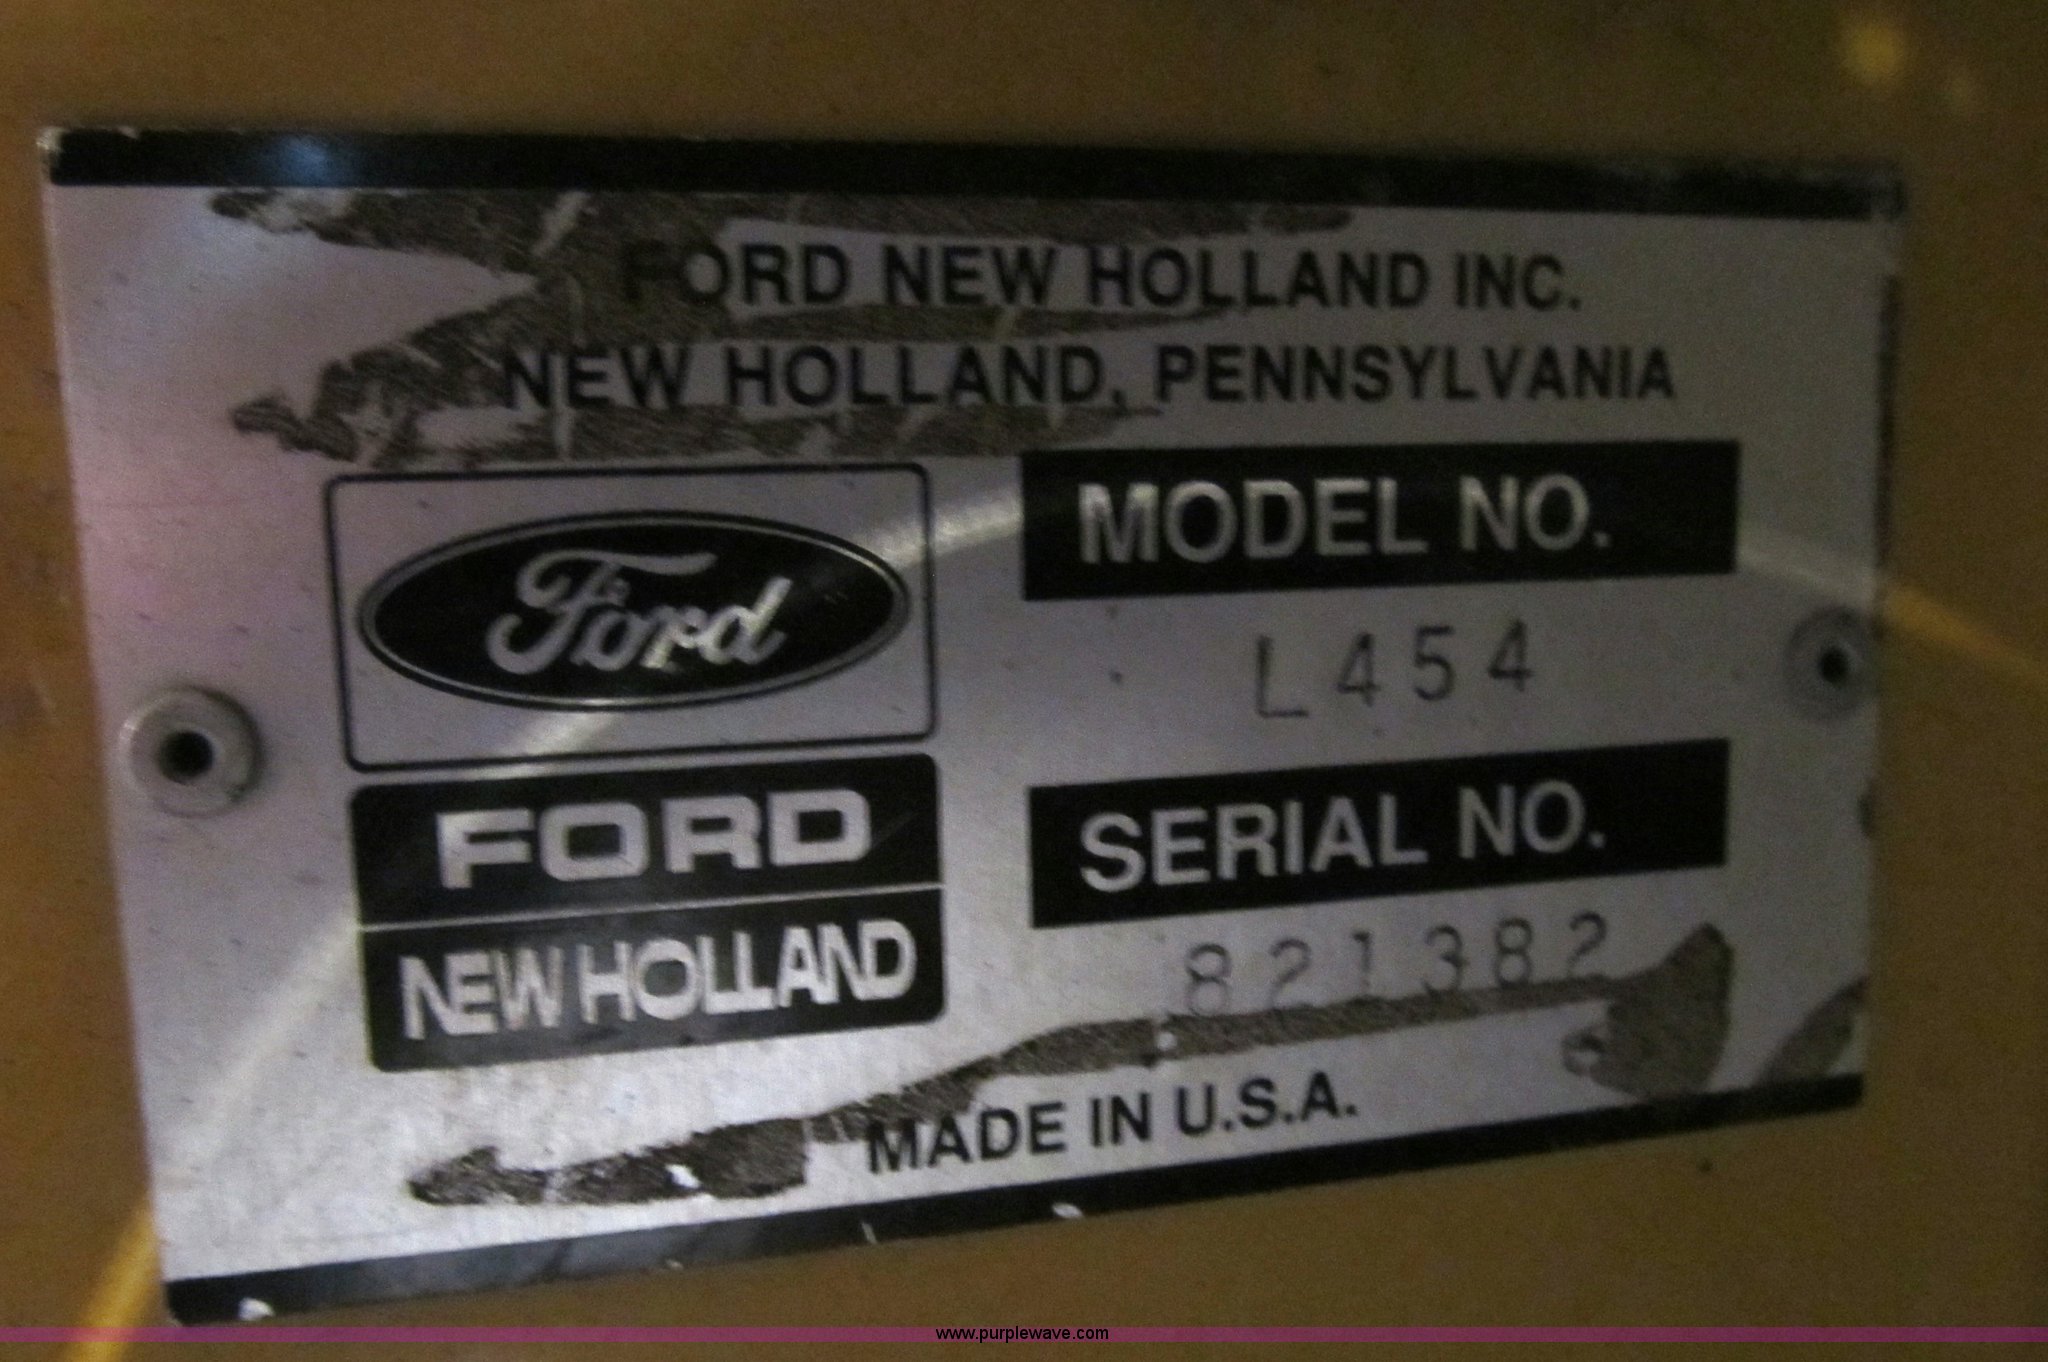 FORD NEW HOLLAND INC.
NEW HOLLAND, PENNSYLVANIA
Ford
FORD
NEW HOLLAND
MODEL NO.
L454
SERIAL NO.
821382
MADE IN U.S.A.
www.purplewave.com